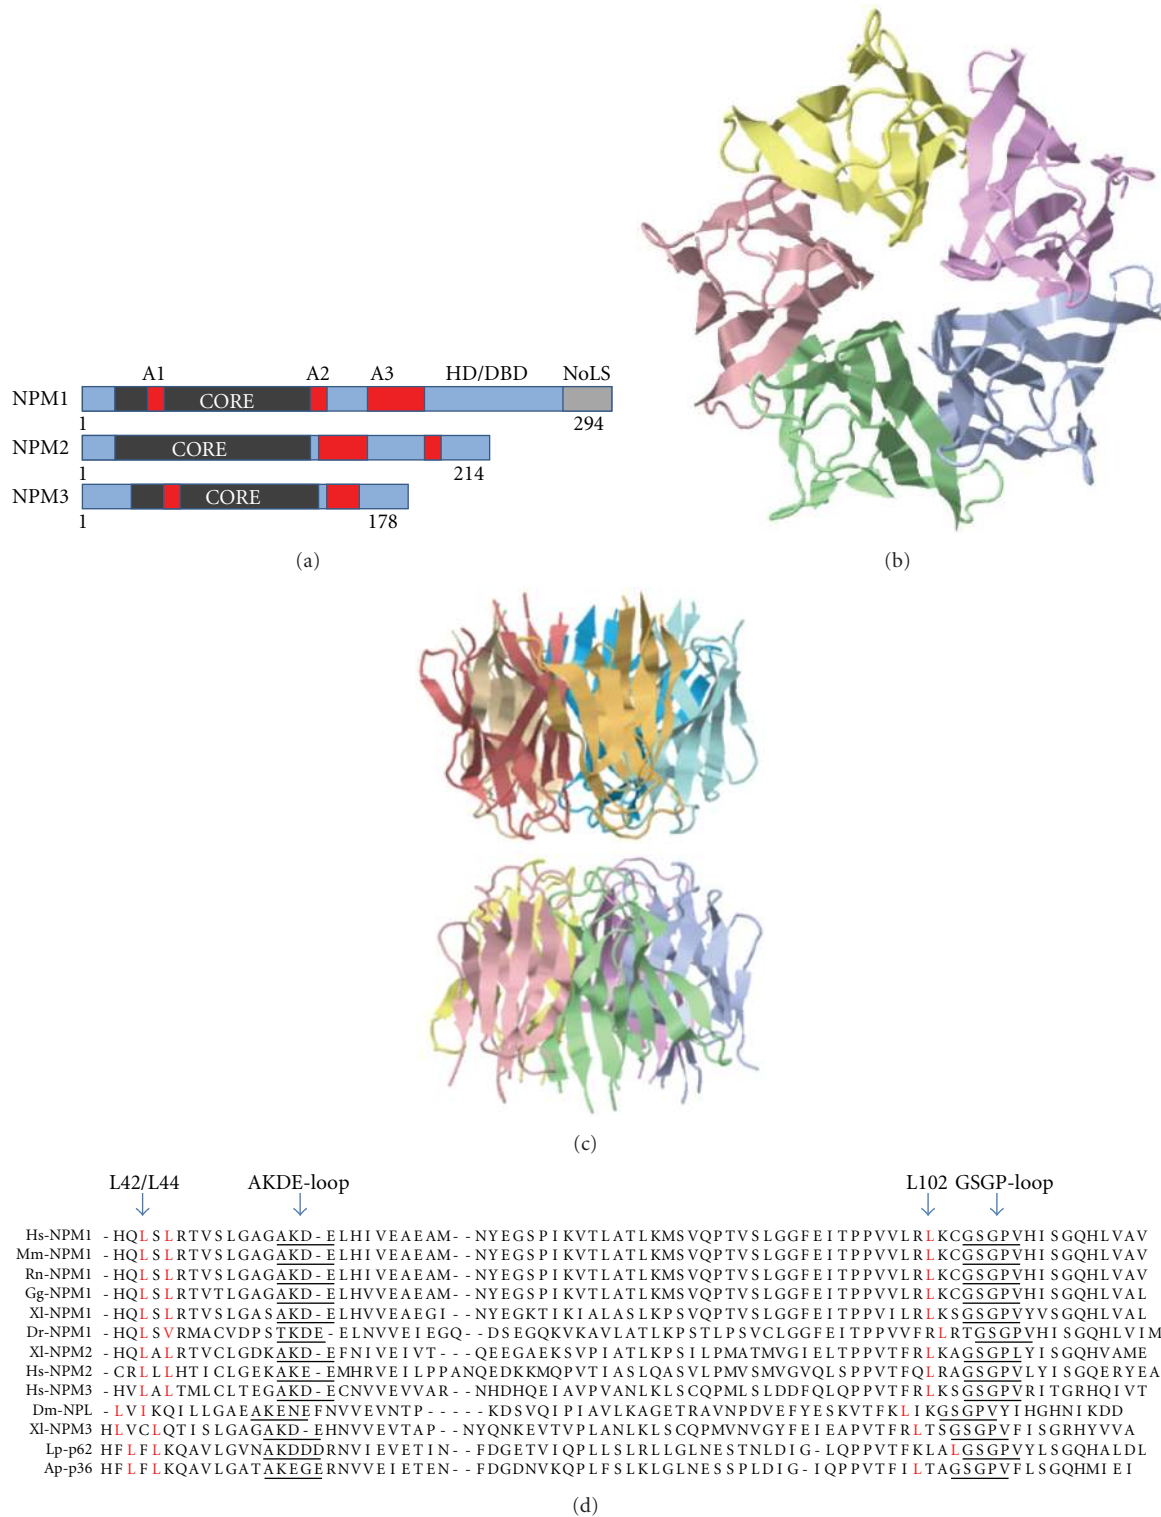 A1 A2 A3 HD/DBD NoLS
NPM1 CORE
1 294
NPM2 CORE
1 214
NPM3 CORE
1 178
(a)
(b)
(c)
L42/L44 AKDE-loop L102 GSGP-loop
Hs-NPM1 -HQLSLRTVSLGAGAKD-ELHIVEAEAM--NYEGSPIKVTLATLKMSVQPTVSLGGFEITPPVVLRLKCGSGPVHISGQHLVAV
Mm-NPM1 -HQLSLRTVSLGAGAKD-ELHIVEAEAM--NYEGSPIKVTLATLKMSVQPTVSLGGFEITPPVVLRLKCGSGPVHISGQHLVAV
Rn-NPM1 -HQLSLRTVSLGAGAKD-ELHIVEAEAM--NYEGSPIKVTLATLKMSVQPTVSLGGFEITPPVVLRLKCGSGPVHISGQHLVAV
Gg-NPM1 -HQLSLRTVTLGAGAKD-ELHVVEAEAM--NYEGSPIKVTLATLKMSVQPTVSLGGFEITPPVVLRLKCGSGPVHISGQHLVAL
Xl-NPM1 -HQLSLRTVSLGASAKD-ELHVVEAEGI--NYEGKTIKIALASLKPSVQPTVSLGGFEITPPVILRLKSGSGPVYVSGQHLVAL
Dr-NPM1 -HQLSVRMACVDPSTKDE-ELNVVEIEGQ--DSEGQKVKAVLATLKPSTLPSVCLGGFEITPPVVFRLRTGSGPVHISGQHLVIM
Xl-NPM2 -HQLALRTVCLGDKAKD-EFNIVEIVT---QEEGAEKSVPIATLKPSILPMATMVGIELTPPVTFRLKAGSGPLYISGQHVAME
Hs-NPM2 -CRLLLHTICLGEKAKE-EMHRVEILPPANQEDKKMQPVTIASLQASVLPMVSMVGVQLSPPVTFQLRAGSGPVLYISGQERYEA
Hs-NPM3 -HVLALTMLCLTEGAKD-ECNVVEVVAR--NHDHQEIAVPVANLKLSCQPMLSLDDFQLQPPVTFRLKSGSGPVRITGRHQIVT
Dm-NPL -LVIKQILLGAEAKENEFNVVEVNTP-----KDSVQIPIAVLKAGETRAVNPDVEFYESKVTFKLIKGSGPVYIHGHNIKDD
Xl-NPM3 HLVCLQTISLGAGAKD-EHNVVEVTAP--NYQNKEVTVPLANLKLSCQPMVNVGYFEIEAPVTFRLTSGSGPVFISGRHYVVA
Lp-p62 HFLFLKQAVLGVNAKDDDRNVIEVETIN--FDGETVIQPLLSLRLGLNESTNLDIG-LQPPVTFKLALGSGPVYLSGQHALDL
Ap-p36 HFLFLKQAVLGATAKEGERNVVEIETEN--FDGDNVKQPLFSLKLGLNESSPLDIG-IQPPVTFILTAGSGPVFLSGQHMIEI
(d)